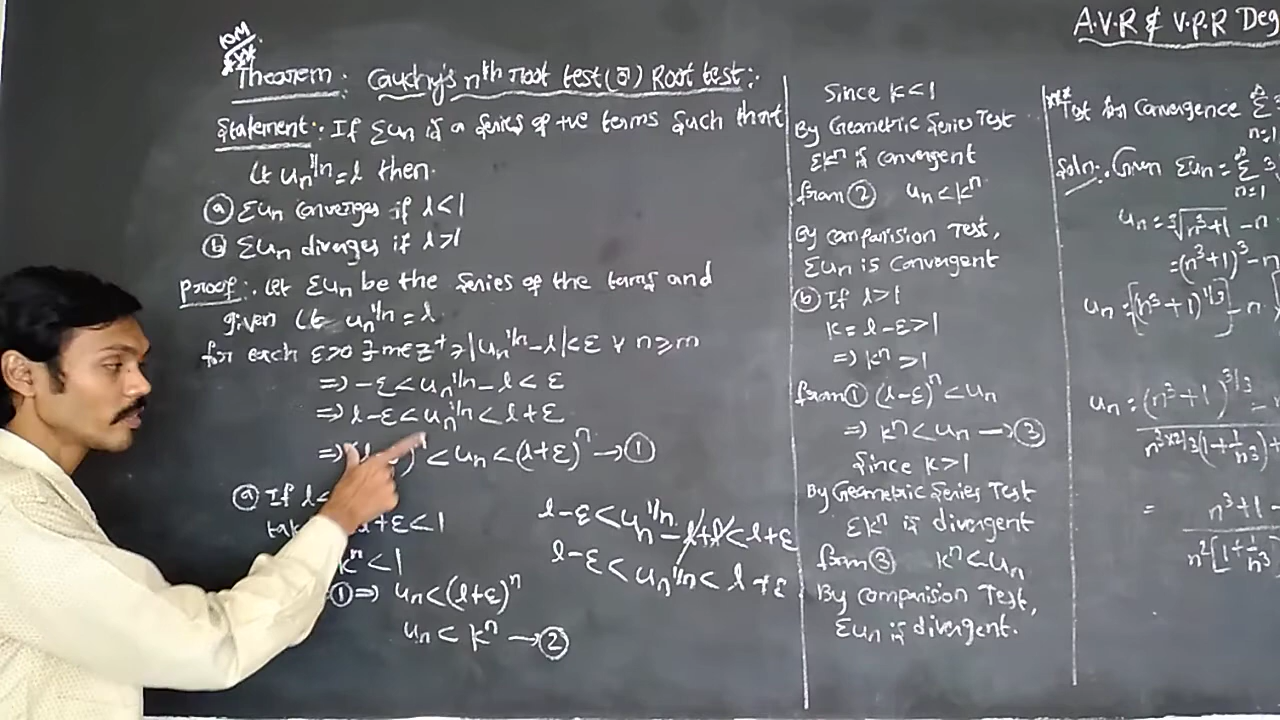 10M
***
Theorem:. Cauchy's nth root test (లేదా) Root test:.
Statement:. If Σun is a series of +ve terms such that
Lt un^1/n = l then.
ⓐ Σun converges if l<1
ⓑ Σun diverges if l>1
Proof:. Let Σun be the series of the terms and
given Lt un^1/n = l
for each ε>0 ∃ m∈Z+ ∋ |un^1/n - l|<ε ∀ n≥m
⇒ -ε < un^1/n - l < ε
⇒ l-ε < un^1/n < l+ε
⇒ )^n < un < (l+ε)^n → ①
ⓐ If l<
+ε<1
k^n<1
①⇒ un<(l+ε)^n
un < k^n → ②
l-ε < un^1/n - l+l < l+ε
l-ε < un^1/n < l+ε
Since k<1
By Geometric Series Test
Σk^n is convergent
from ② un<k^n
By comparision Test,
Σun is convergent
ⓑ If l>1
k = l-ε>1
⇒ k^n>1
from ① (l-ε)^n < un
⇒ k^n < un → ③
Since k>1
By Geometric Series Test
Σk^n is divergent
from ③ k^n<un
By comparision Test,
Σun is divergent.
A.V.R & V.P.R Deg
*** Test for Convergence ∞Σn=1
Soln:. Given Σun = ∞Σn=1 3
un = ³√n³+1 - n
= (n³+1)^3 - n
un = [(n³+1)^1/3] - n
un = (n³+1)^3/3 -
n^3×2/3(1+1/n³)
= n³+1 -
n²[1+1/n³]